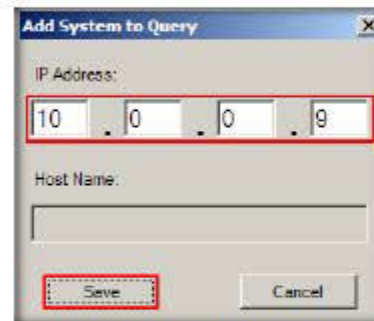 Add System to Query
IP Address:
10 . 0 . 0 . 9
Host Name:
Save Cancel